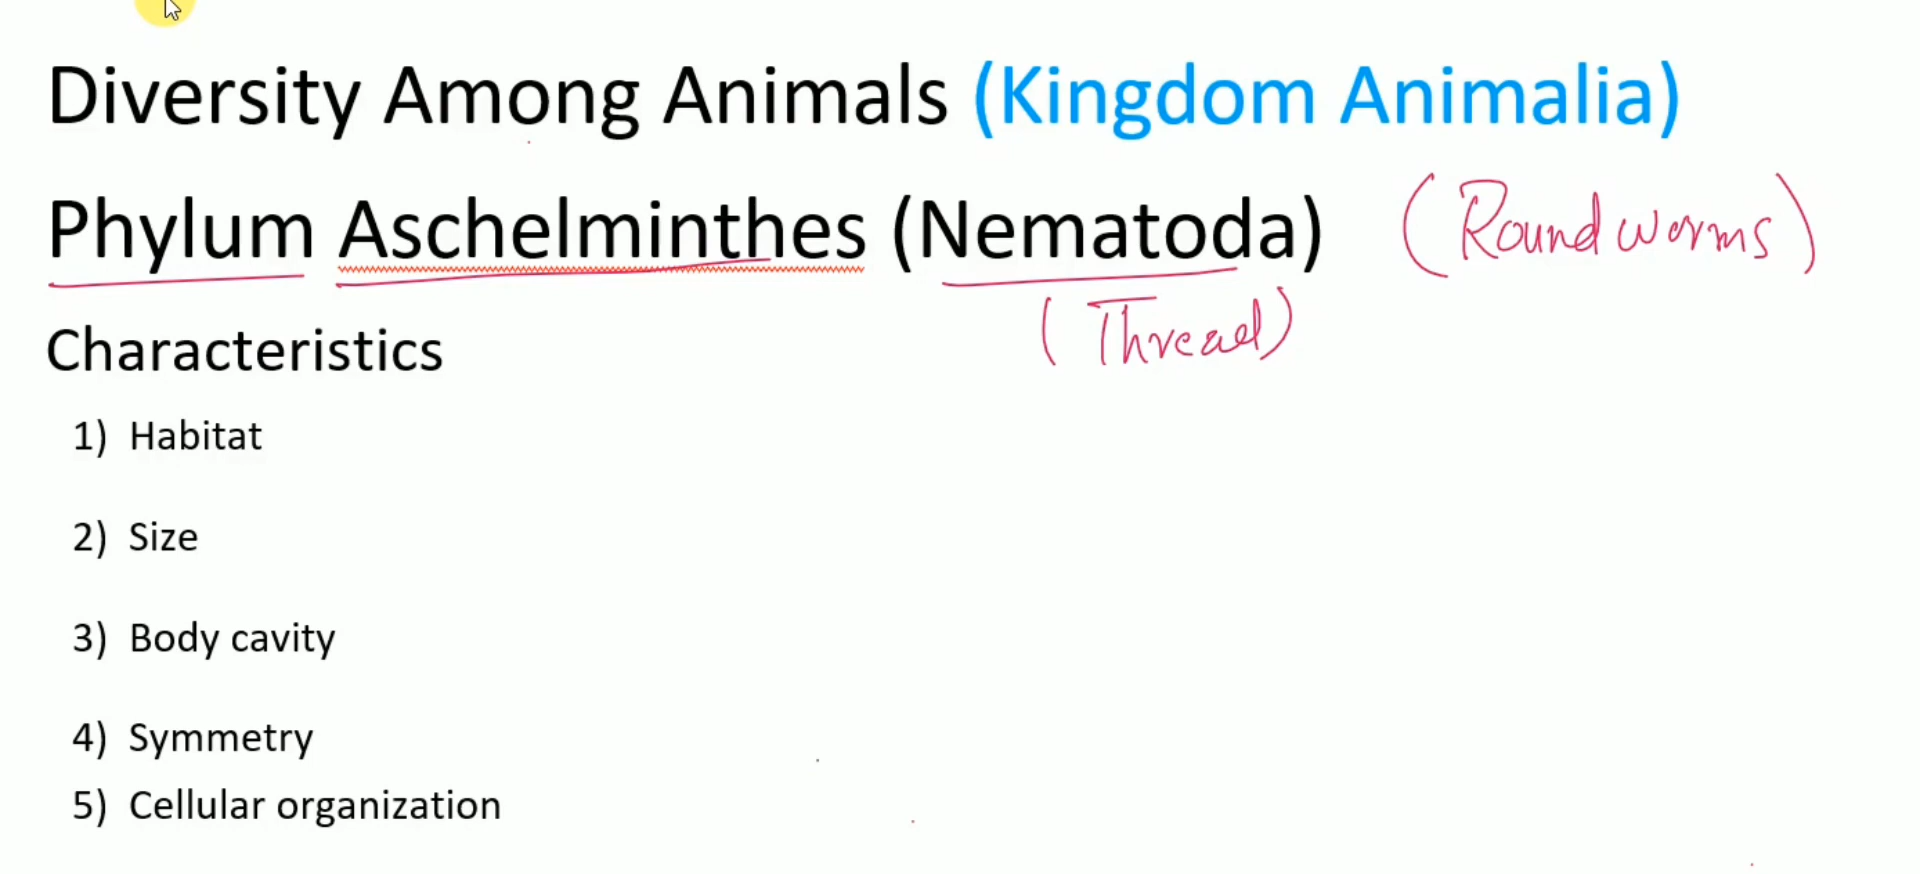 Diversity Among Animals (Kingdom Animalia)
Phylum Aschelminthes (Nematoda) (Round worms)
(Thread)
Characteristics
1) Habitat
2) Size
3) Body cavity
4) Symmetry
5) Cellular organization